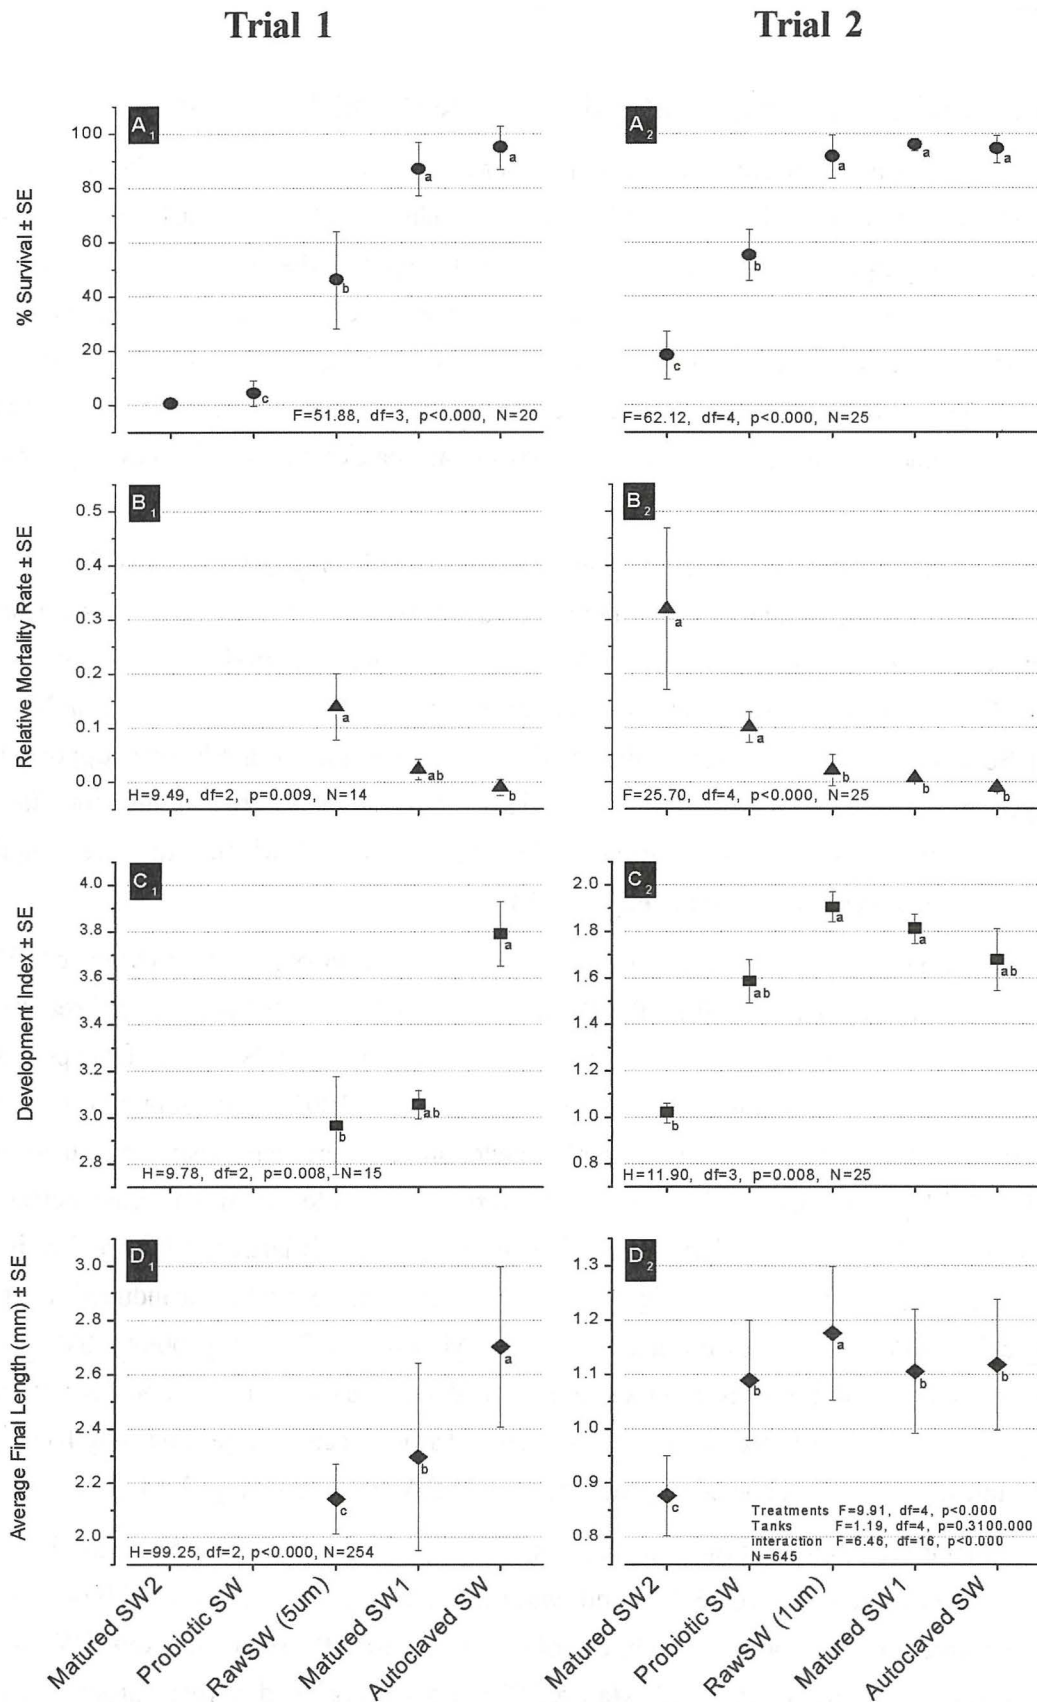 Trial 1
Trial 2
A1
% Survival ± SE
100
80
60
40
20
0
a
a
b
c
F=51.88, df=3, p<0.000, N=20
A2
a
a
a
b
c
F=62.12, df=4, p<0.000, N=25
B1
Relative Mortality Rate ± SE
0.5
0.4
0.3
0.2
0.1
0.0
a
ab
b
H=9.49, df=2, p=0.009, N=14
B2
a
a
b
b
b
F=25.70, df=4, p<0.000, N=25
C1
Development Index ± SE
4.0
3.8
3.6
3.4
3.2
3.0
2.8
a
ab
b
H=9.78, df=2, p=0.008, N=15
C2
2.0
1.8
1.6
1.4
1.2
1.0
0.8
a
a
ab
ab
b
H=11.90, df=3, p=0.008, N=25
D1
Average Final Length (mm) ± SE
3.0
2.8
2.6
2.4
2.2
2.0
a
b
c
H=99.25, df=2, p<0.000, N=254
D2
1.3
1.2
1.1
1.0
0.9
0.8
a
b
b
b
c
Treatments F=9.91, df=4, p<0.000
Tanks F=1.19, df=4, p=0.3100.000
interaction F=6.46, df=16, p<0.000
N=645
Matured SW2
Probiotic SW
RawSW (5um)
Matured SW1
Autoclaved SW
Matured SW2
Probiotic SW
RawSW (1um)
Matured SW1
Autoclaved SW